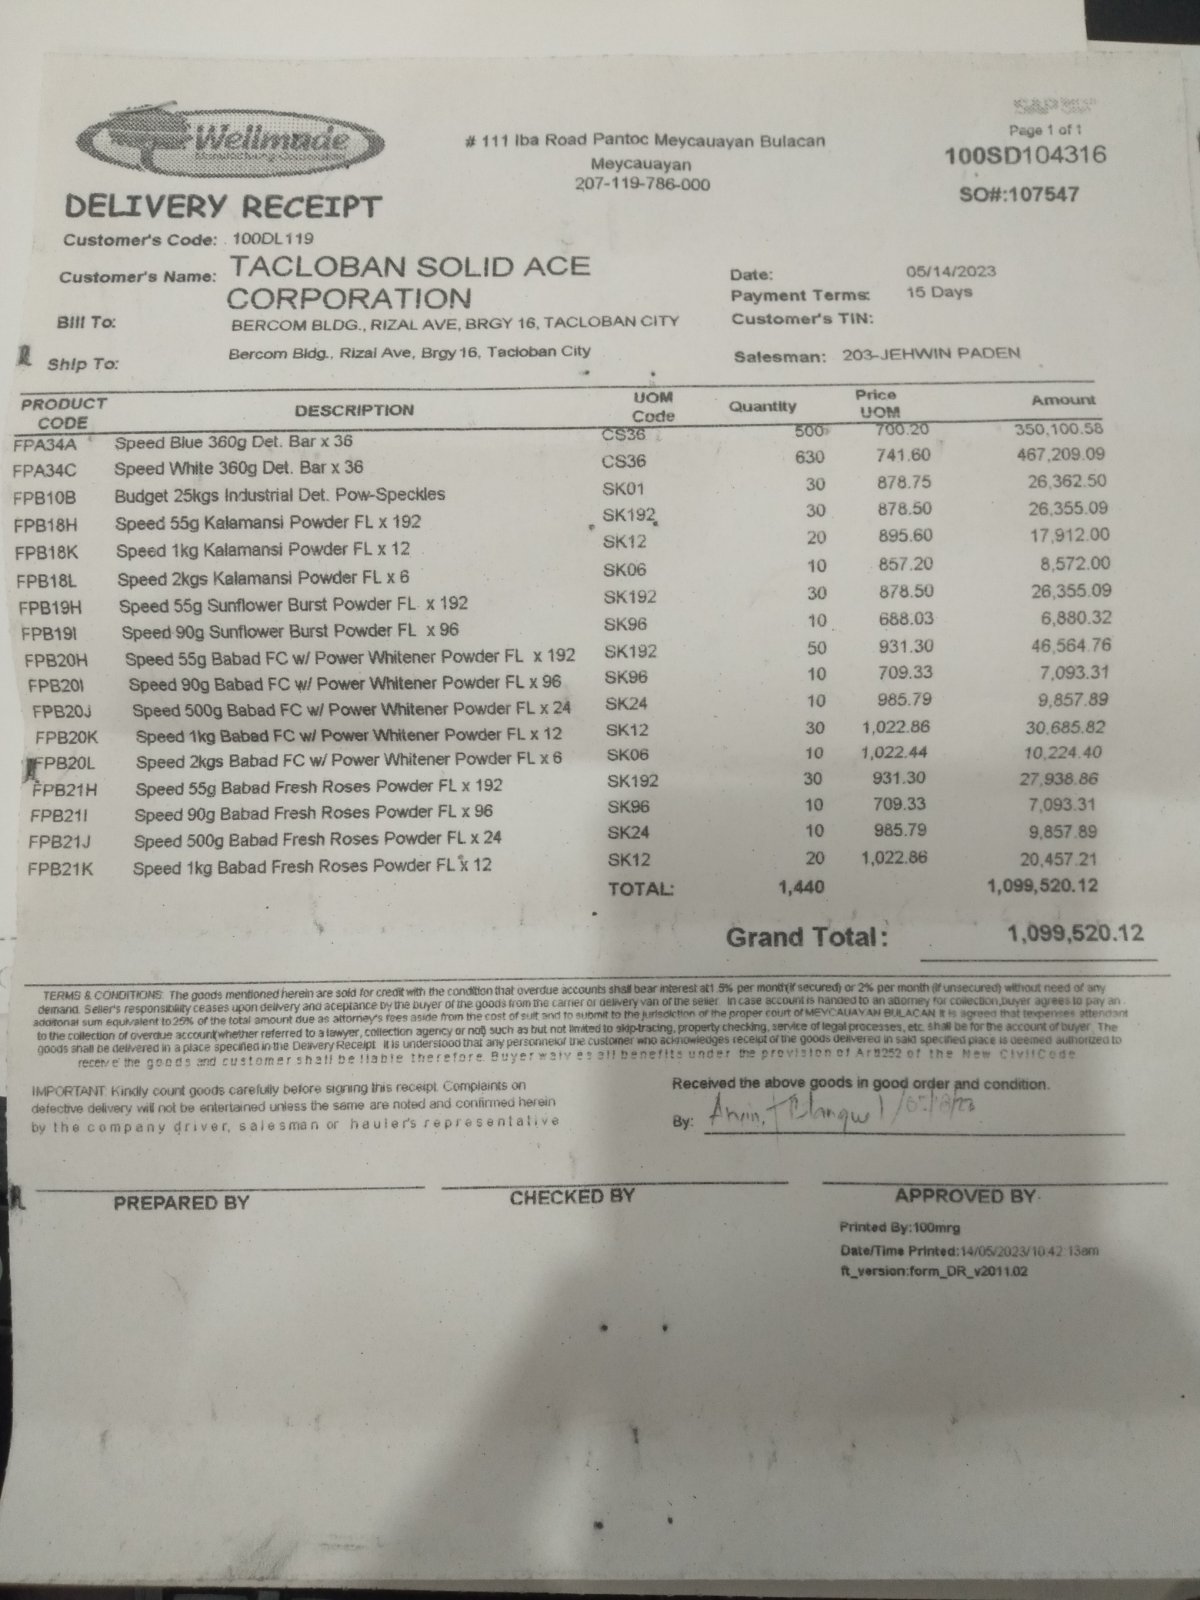 Wellmade
Manufacturing Corporation
# 111 Iba Road Pantoc Meycauayan Bulacan
Meycauayan
207-119-786-000
Page 1 of 1
100SD104316
SO#:107547
DELIVERY RECEIPT
Customer's Code: 100DL119
Customer's Name: TACLOBAN SOLID ACE
CORPORATION
Bill To: BERCOM BLDG., RIZAL AVE, BRGY 16, TACLOBAN CITY
Ship To: Bercom Bldg., Rizal Ave, Brgy 16, Tacloban City
Date: 05/14/2023
Payment Terms: 15 Days
Customer's TIN:
Salesman: 203-JEHWIN PADEN
PRODUCT CODE DESCRIPTION UOM Code Quantity Price UOM Amount
FPA34A Speed Blue 360g Det. Bar x 36 CS36 500 700.20 350,100.58
FPA34C Speed White 360g Det. Bar x 36 CS36 630 741.60 467,209.09
FPB10B Budget 25kgs Industrial Det. Pow-Speckles SK01 30 878.75 26,362.50
FPB18H Speed 55g Kalamansi Powder FL x 192 SK192 30 878.50 26,355.09
FPB18K Speed 1kg Kalamansi Powder FL x 12 SK12 20 895.60 17,912.00
FPB18L Speed 2kgs Kalamansi Powder FL x 6 SK06 10 857.20 8,572.00
FPB19H Speed 55g Sunflower Burst Powder FL x 192 SK192 30 878.50 26,355.09
FPB19I Speed 90g Sunflower Burst Powder FL x 96 SK96 10 688.03 6,880.32
FPB20H Speed 55g Babad FC w/ Power Whitener Powder FL x 192 SK192 50 931.30 46,564.76
FPB20I Speed 90g Babad FC w/ Power Whitener Powder FL x 96 SK96 10 709.33 7,093.31
FPB20J Speed 500g Babad FC w/ Power Whitener Powder FL x 24 SK24 10 985.79 9,857.89
FPB20K Speed 1kg Babad FC w/ Power Whitener Powder FL x 12 SK12 30 1,022.86 30,685.82
FPB20L Speed 2kgs Babad FC w/ Power Whitener Powder FL x 6 SK06 10 1,022.44 10,224.40
FPB21H Speed 55g Babad Fresh Roses Powder FL x 192 SK192 30 931.30 27,938.86
FPB21I Speed 90g Babad Fresh Roses Powder FL x 96 SK96 10 709.33 7,093.31
FPB21J Speed 500g Babad Fresh Roses Powder FL x 24 SK24 10 985.79 9,857.89
FPB21K Speed 1kg Babad Fresh Roses Powder FL x 12 SK12 20 1,022.86 20,457.21
TOTAL: 1,440 1,099,520.12
Grand Total: 1,099,520.12
TERMS & CONDITIONS: The goods mentioned herein are sold for credit with the condition that overdue accounts shall bear interest at1.5% per month(if secured) or 2% per month (if unsecured) without need of any
demand. Seller's responsibility ceases upon delivery and aceptance by the buyer of the goods from the carrier or delivery van of the seller. In case account is handed to an attorney for collection,buyer agrees to pay an
additonal sum equivalent to 25% of the total amount due as attorney's fees aside from the cost of suit and to submit to the jurisdiction of the proper court of MEYCAUAYAN BULACAN It is agreed that texpenses attendant
to the collection of overdue account(whether referred to a lawyer, collection agency or not) such as but not limited to skip-tracing, property checking, service of legal processes, etc. shall be for the account of buyer. The
goods shall be delivered in a place specified in the Delivery Receipt. It is understood that any personnelof the customer who acknowledges receipt of the goods delivered in said specified place is deemed authorized to
receive the goods and customer shall be liable therefore. Buyer waives all benefits under the provision of Art1252 of the New CivilCode
IMPORTANT: Kindly count goods carefully before signing this receipt. Complaints on
defective delivery will not be entertained unless the same are noted and confirmed herein
by the company driver, salesman or hauler's representative
Received the above goods in good order and condition.
By:
PREPARED BY CHECKED BY APPROVED BY
Printed By:100mrg
Date/Time Printed:14/05/2023/10:42:13am
ft_version:form_DR_v2011.02